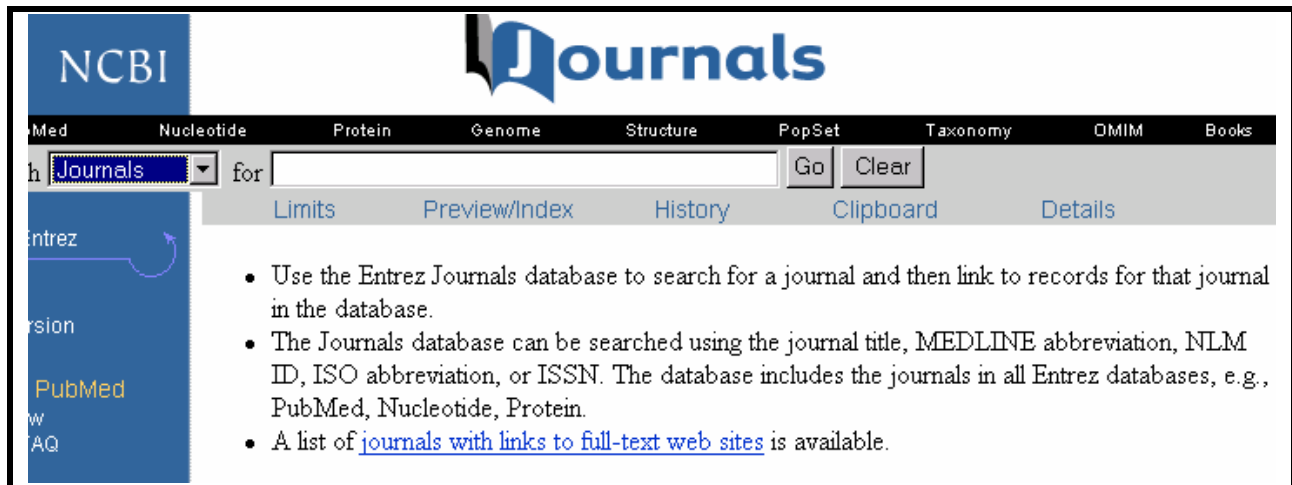 NCBI
Journals
Med Nucleotide Protein Genome Structure PopSet Taxonomy OMIM Books
h Journals for Go Clear
Limits Preview/Index History Clipboard Details
Entrez
• Use the Entrez Journals database to search for a journal and then link to records for that journal
in the database.
rsion
• The Journals database can be searched using the journal title, MEDLINE abbreviation, NLM
ID, ISO abbreviation, or ISSN. The database includes the journals in all Entrez databases, e.g.,
PubMed
PubMed, Nucleotide, Protein.
w
AQ
• A list of journals with links to full-text web sites is available.